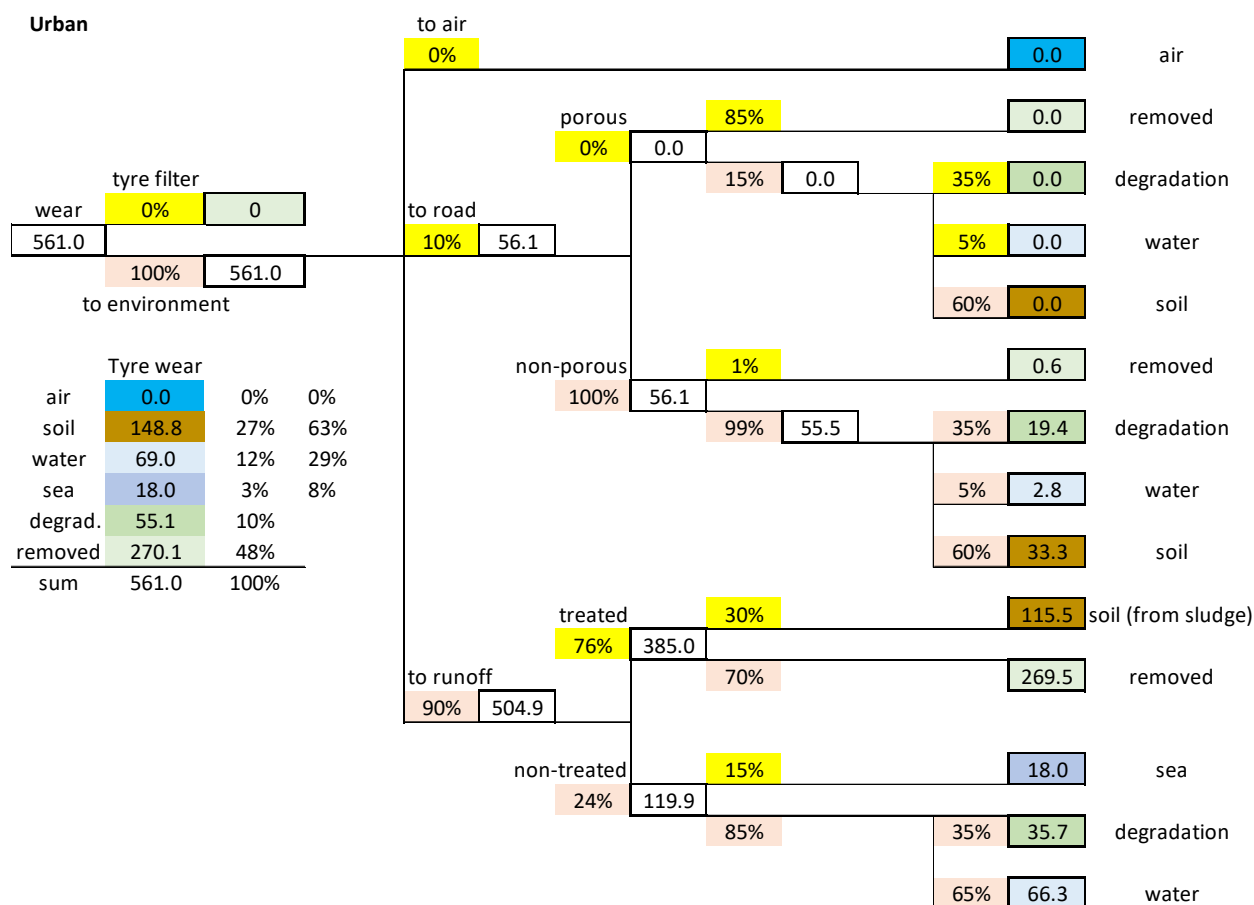 Urban
to air
0% 0.0 air
porous 85% 0.0 removed
0% 0.0
tyre filter 15% 0.0 35% 0.0 degradation
wear 0% 0 to road
561.0 10% 56.1 5% 0.0 water
100% 561.0
to environment 60% 0.0 soil
Tyre wear non-porous 1% 0.6 removed
air 0.0 0% 0% 100% 56.1
soil 148.8 27% 63% 99% 55.5 35% 19.4 degradation
water 69.0 12% 29%
sea 18.0 3% 8% 5% 2.8 water
degrad. 55.1 10%
removed 270.1 48% 60% 33.3 soil
sum 561.0 100%
treated 30% 115.5 soil (from sludge)
76% 385.0
to runoff 70% 269.5 removed
90% 504.9
non-treated 15% 18.0 sea
24% 119.9
85% 35% 35.7 degradation
65% 66.3 water